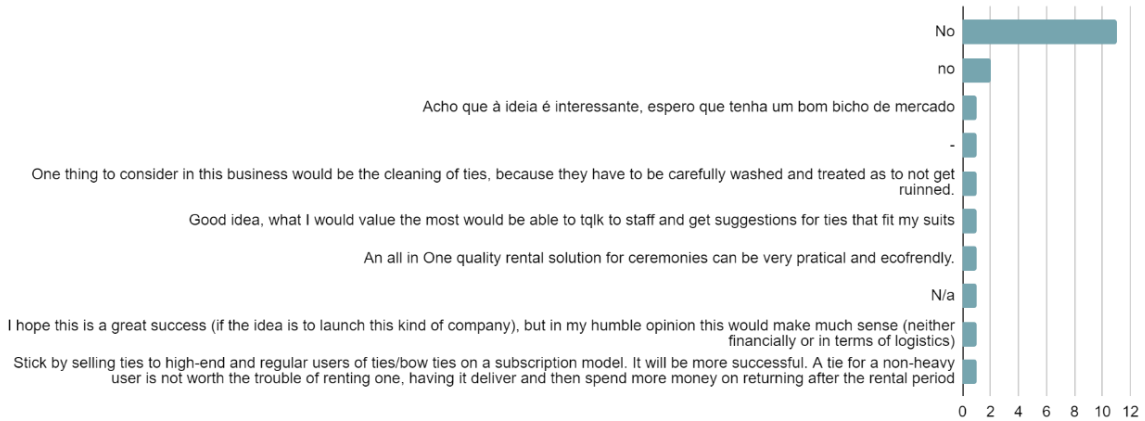 No
no
Acho que à ideia é interessante, espero que tenha um bom bicho de mercado
-
One thing to consider in this business would be the cleaning of ties, because they have to be carefully washed and treated as to not get
ruinned.
Good idea, what I would value the most would be able to tqlk to staff and get suggestions for ties that fit my suits
An all in One quality rental solution for ceremonies can be very pratical and ecofrendly.
N/a
I hope this is a great success (if the idea is to launch this kind of company), but in my humble opinion this would make much sense (neither
financially or in terms of logistics)
Stick by selling ties to high-end and regular users of ties/bow ties on a subscription model. It will be more successful. A tie for a non-heavy
user is not worth the trouble of renting one, having it deliver and then spend more money on returning after the rental period
0 2 4 6 8 10 12